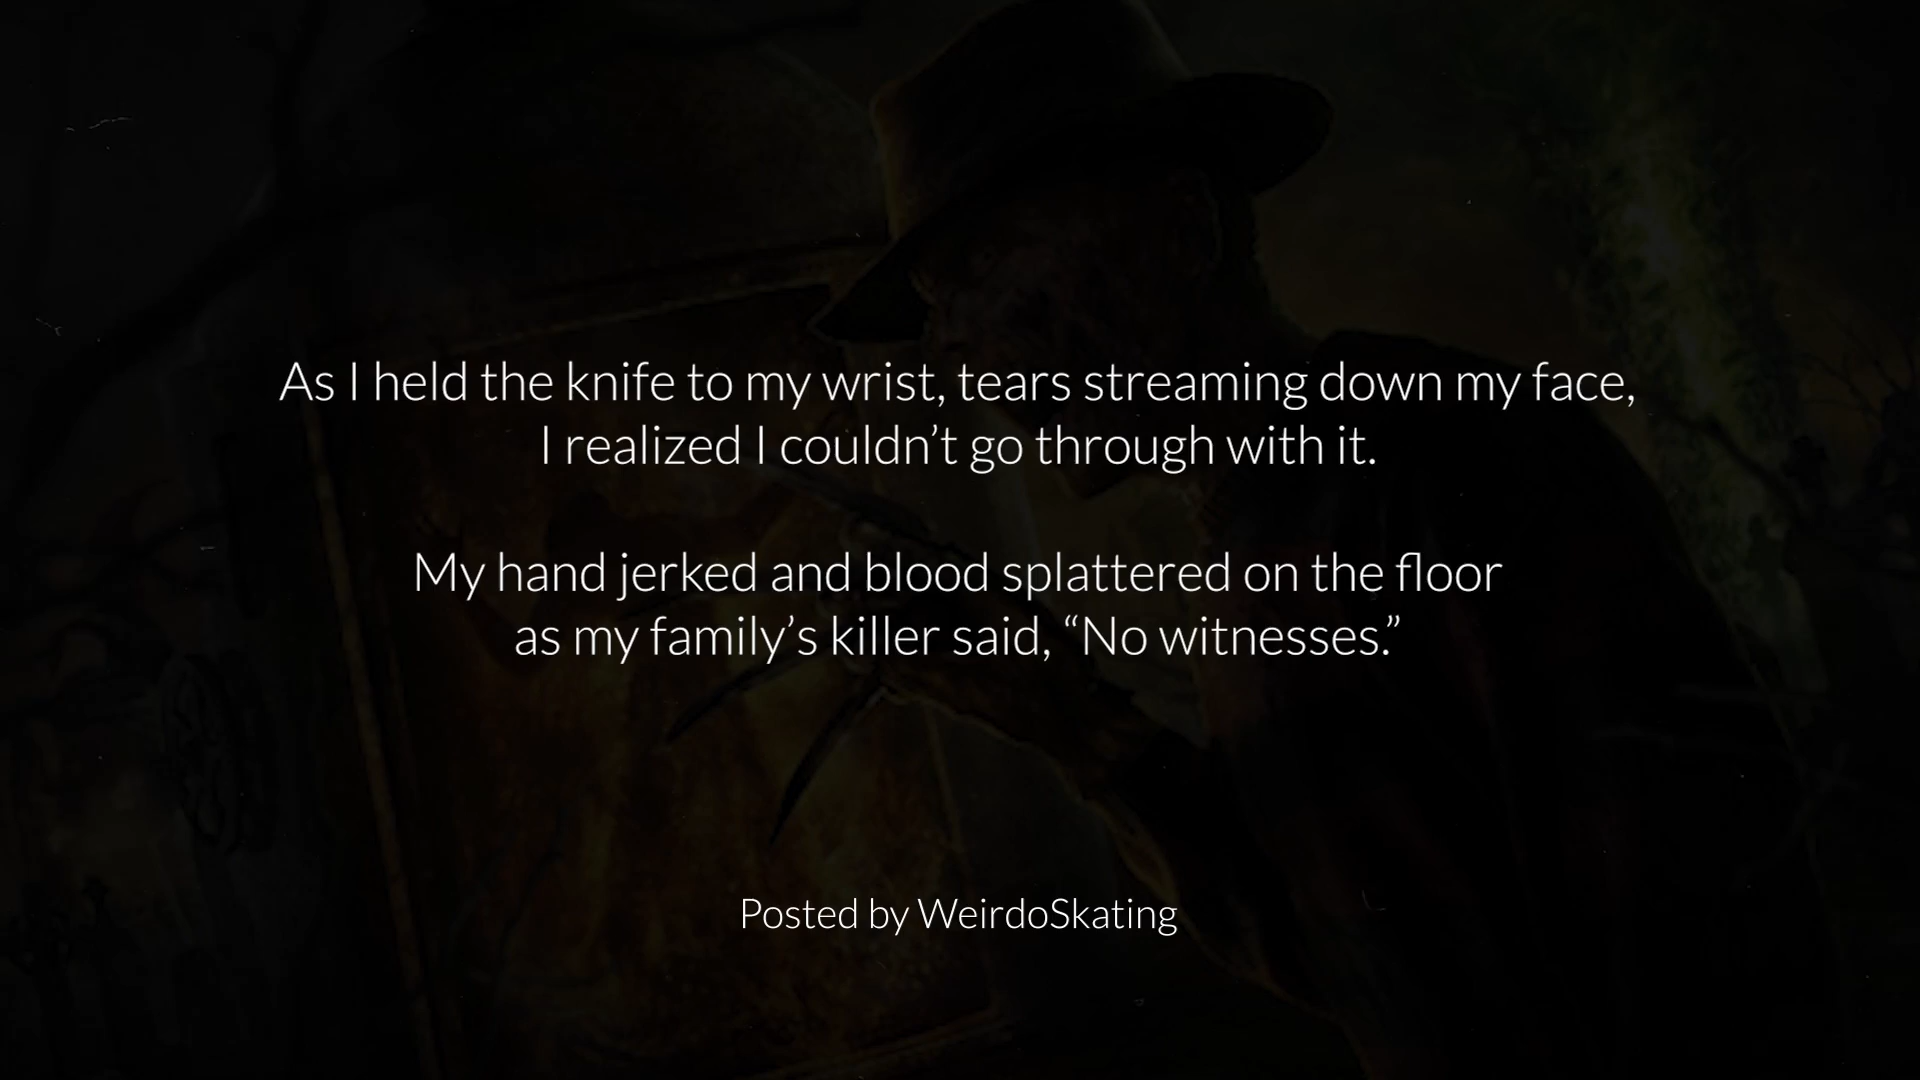 As I held the knife to my wrist, tears streaming down my face,
I realized I couldn’t go through with it.
My hand jerked and blood splattered on the floor
as my family’s killer said, “No witnesses.”
Posted by WeirdoSkating